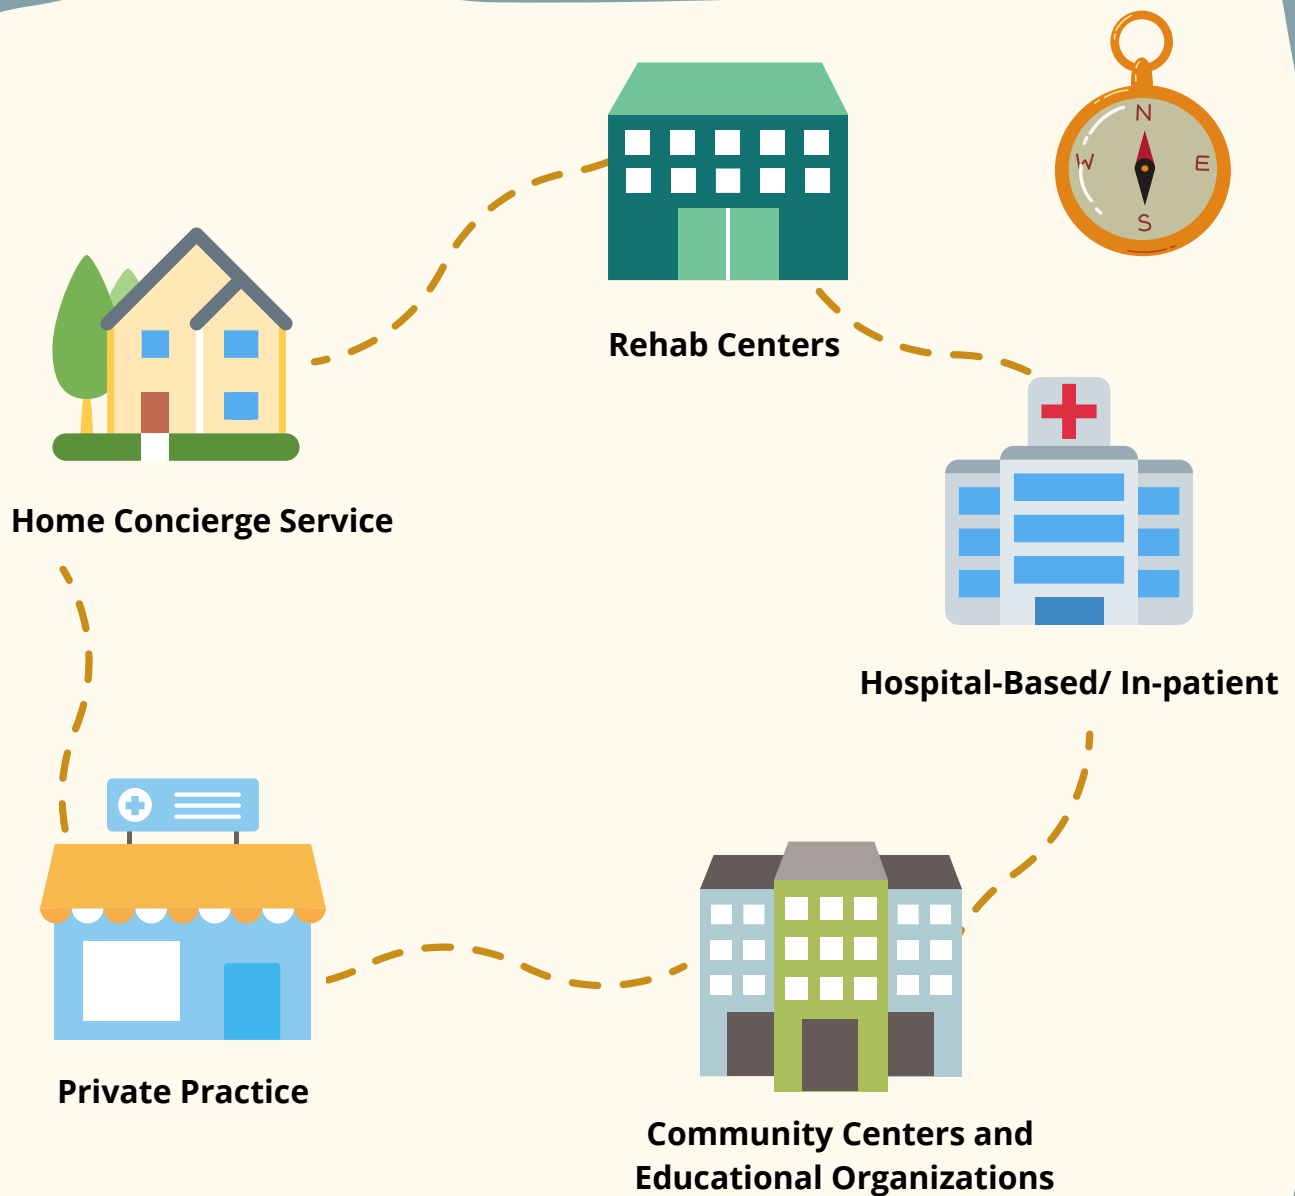 N
W
E
S
Rehab Centers
Home Concierge Service
Hospital-Based/ In-patient
Private Practice
Community Centers and
Educational Organizations